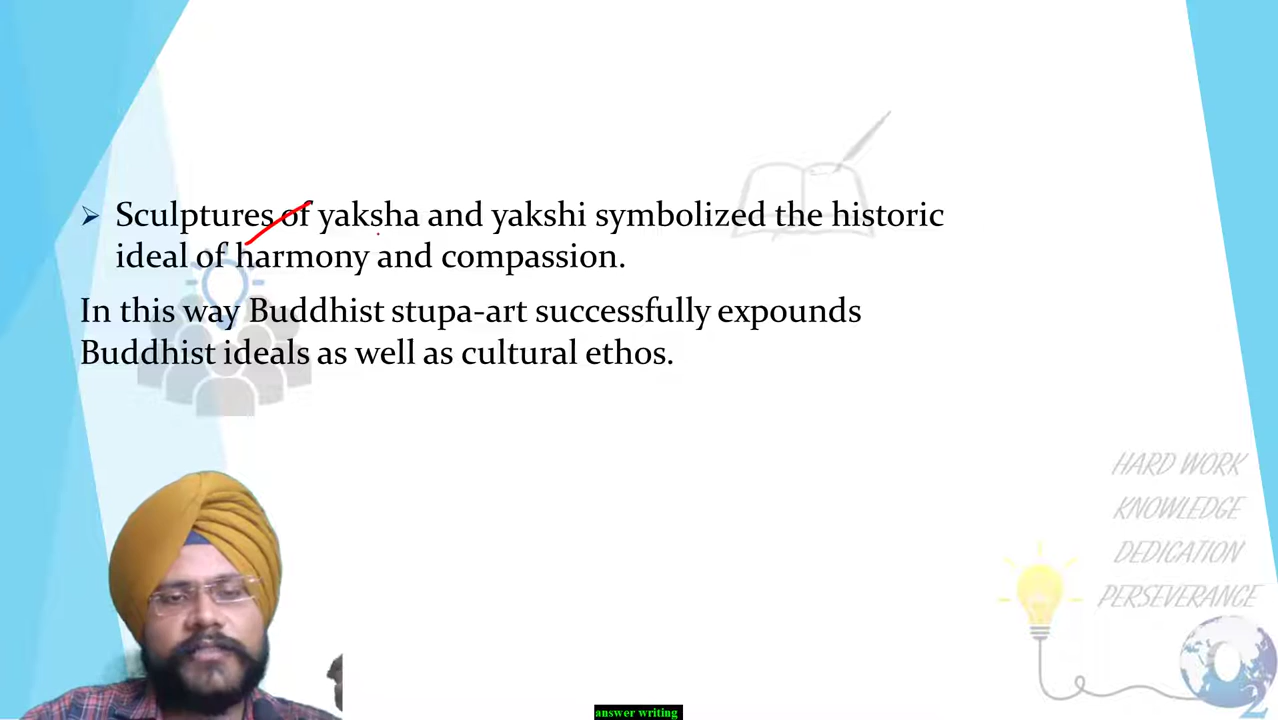 ➢ Sculptures of yaksha and yakshi symbolized the historic
ideal of harmony and compassion.
In this way Buddhist stupa-art successfully expounds
Buddhist ideals as well as cultural ethos.
HARD WORK
KNOWLEDGE
DEDICATION
PERSEVERANCE
O2
answer writing